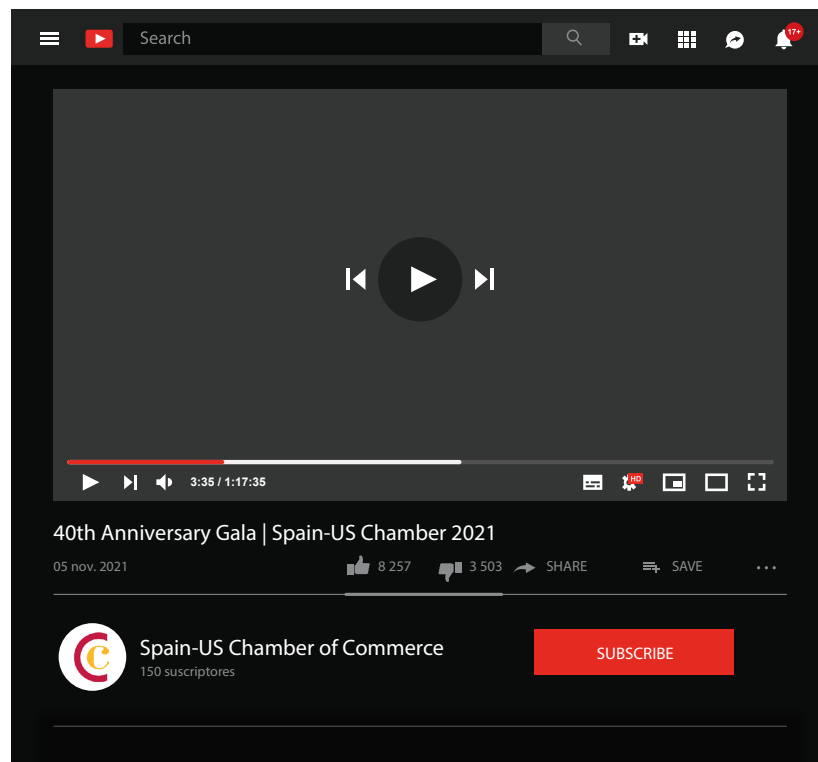 Search
17+
3:35 / 1:17:35
HD
40th Anniversary Gala | Spain-US Chamber 2021
05 nov. 2021
8 257
3 503
SHARE
SAVE
Spain-US Chamber of Commerce
150 suscriptores
SUBSCRIBE